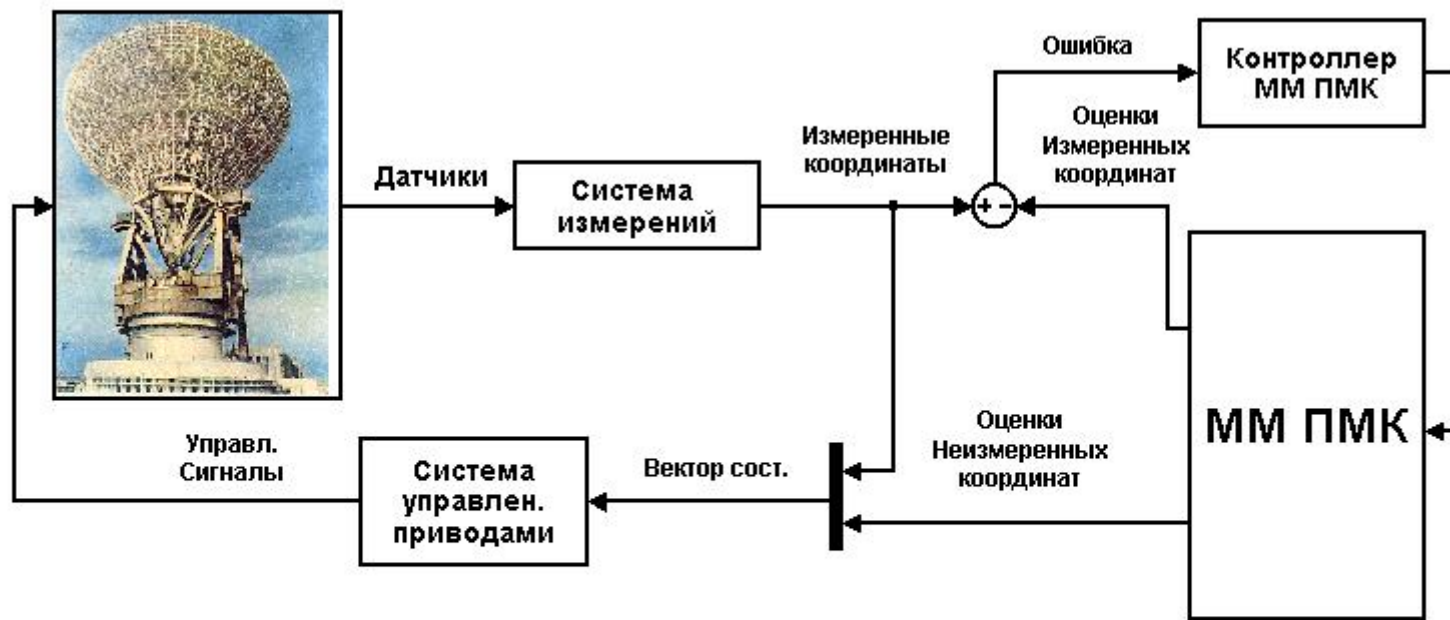 Ошибка
Контроллер
ММ ПМК
Оценки
Измеренных
координат
Измеренные
координаты
Датчики
Система
измерений
+ −
ММ ПМК
Оценки
Неизмеренных
координат
Управл.
Сигналы
Система
управлен.
приводами
Вектор сост.